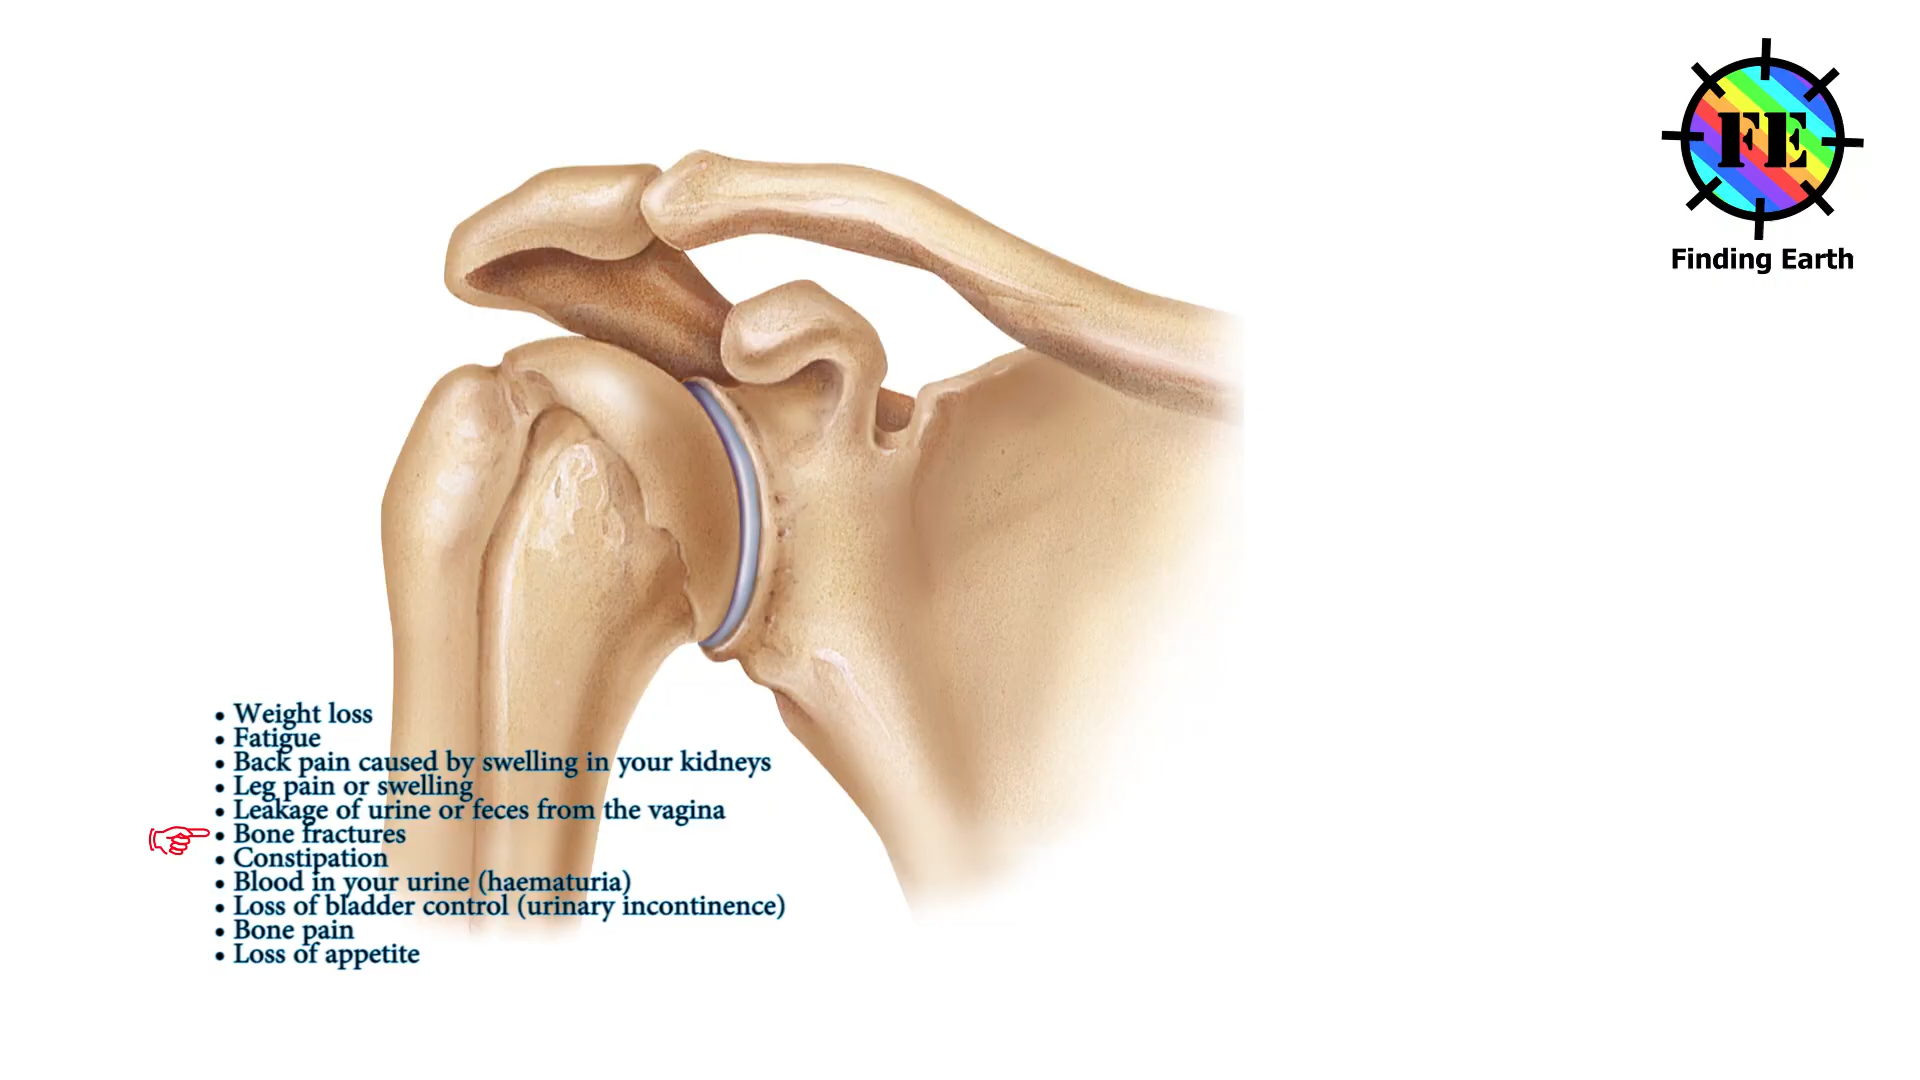 FE
Finding Earth
• Weight loss
• Fatigue
• Back pain caused by swelling in your kidneys
• Leg pain or swelling
• Leakage of urine or feces from the vagina
• Bone fractures
• Constipation
• Blood in your urine (haematuria)
• Loss of bladder control (urinary incontinence)
• Bone pain
• Loss of appetite